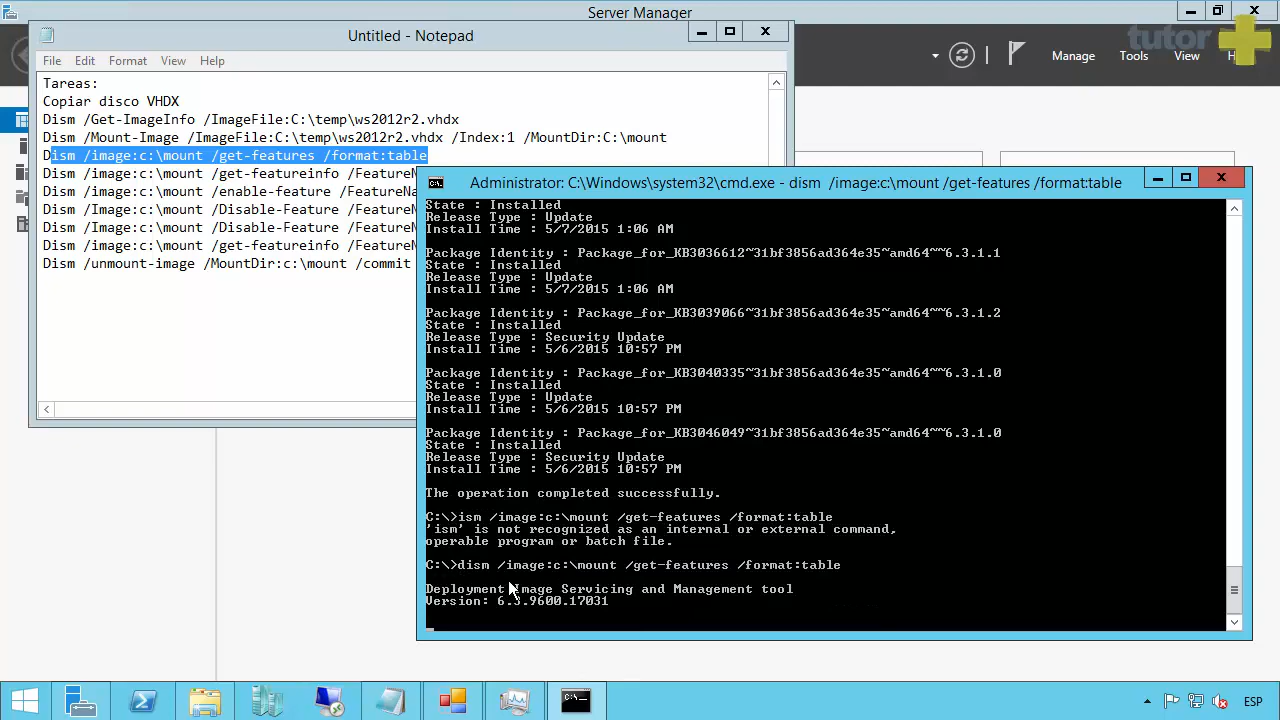 Server Manager
tutor
Manage
Tools
View
Untitled - Notepad
File Edit Format View Help
Tareas:
Copiar disco VHDX
Dism /Get-ImageInfo /ImageFile:C:\temp\ws2012r2.vhdx
Dism /Mount-Image /ImageFile:C:\temp\ws2012r2.vhdx /Index:1 /MountDir:C:\mount
Dism /image:c:\mount /get-features /format:table
Dism /image:c:\mount /get-featureinfo /FeatureN
Dism /image:c:\mount /enable-feature /FeatureNa
Dism /Image:c:\mount /Disable-Feature /FeatureN
Dism /Image:c:\mount /Disable-Feature /FeatureN
Dism /image:c:\mount /get-featureinfo /FeatureN
Dism /unmount-image /MountDir:c:\mount /commit
Administrator: C:\Windows\system32\cmd.exe - dism  /image:c:\mount /get-features /format:table
State : Installed
Release Type : Update
Install Time : 5/7/2015 1:06 AM
Package Identity : Package_for_KB3036612~31bf3856ad364e35~amd64~~6.3.1.1
State : Installed
Release Type : Update
Install Time : 5/7/2015 1:06 AM
Package Identity : Package_for_KB3039066~31bf3856ad364e35~amd64~~6.3.1.2
State : Installed
Release Type : Security Update
Install Time : 5/6/2015 10:57 PM
Package Identity : Package_for_KB3040335~31bf3856ad364e35~amd64~~6.3.1.0
State : Installed
Release Type : Update
Install Time : 5/6/2015 10:57 PM
Package Identity : Package_for_KB3046049~31bf3856ad364e35~amd64~~6.3.1.0
State : Installed
Release Type : Security Update
Install Time : 5/6/2015 10:57 PM
The operation completed successfully.
C:\>ism /image:c:\mount /get-features /format:table
'ism' is not recognized as an internal or external command,
operable program or batch file.
C:\>dism /image:c:\mount /get-features /format:table
Deployment Image Servicing and Management tool
Version: 6.3.9600.17031
ESP